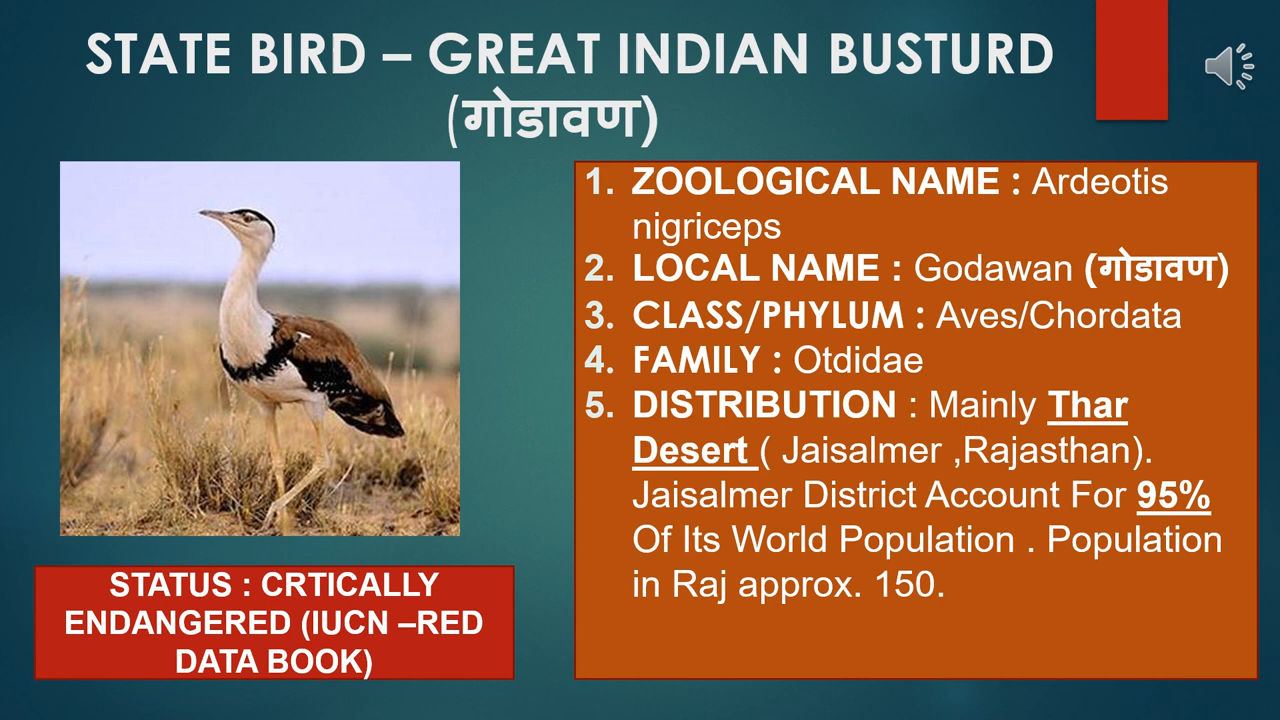 STATE BIRD – GREAT INDIAN BUSTURD
(गोडावण)
1. ZOOLOGICAL NAME : Ardeotis
nigriceps
2. LOCAL NAME : Godawan (गोडावण)
3. CLASS/PHYLUM : Aves/Chordata
4. FAMILY : Otdidae
5. DISTRIBUTION : Mainly Thar
Desert ( Jaisalmer ,Rajasthan).
Jaisalmer District Account For 95%
Of Its World Population . Population
in Raj approx. 150.
STATUS : CRTICALLY
ENDANGERED (IUCN –RED
DATA BOOK)